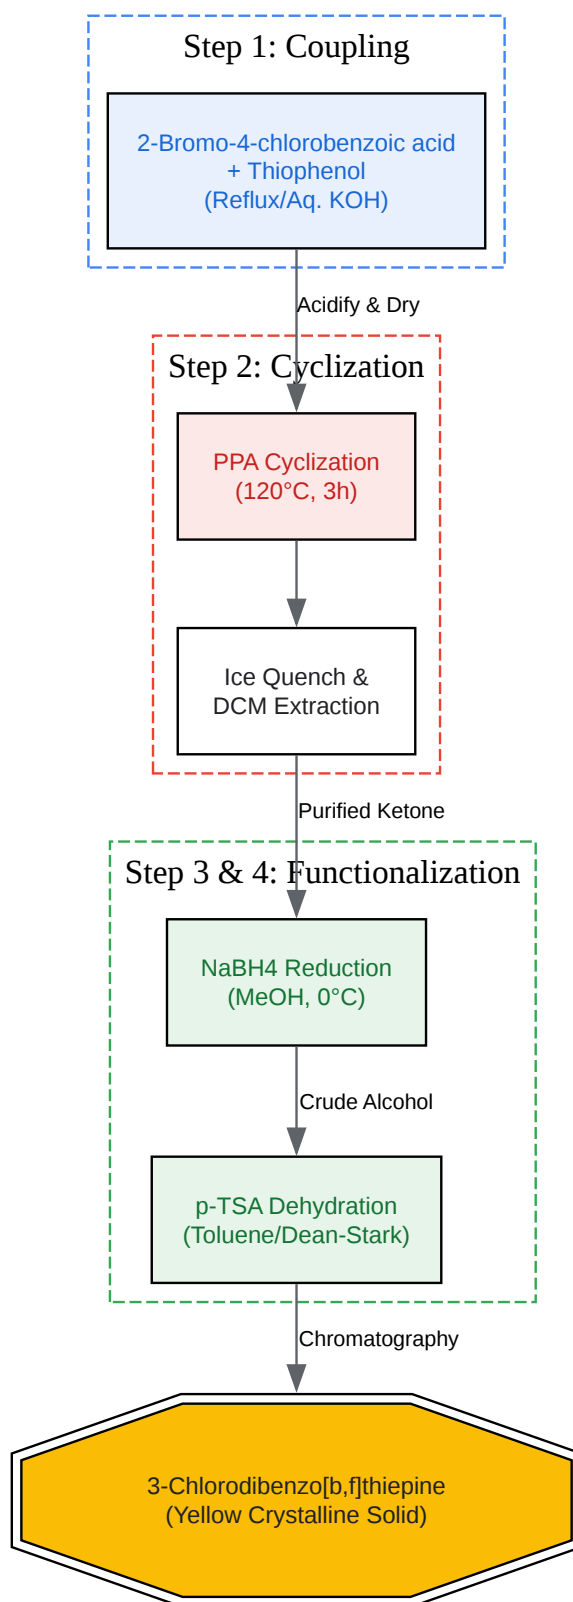 Step 1: Coupling
2-Bromo-4-chlorobenzoic acid
+ Thiophenol
(Reflux/Aq. KOH)
Acidify & Dry
Step 2: Cyclization
PPA Cyclization
(120°C, 3h)
Ice Quench &
DCM Extraction
Purified Ketone
Step 3 & 4: Functionalization
NaBH4 Reduction
(MeOH, 0°C)
Crude Alcohol
p-TSA Dehydration
(Toluene/Dean-Stark)
Chromatography
3-Chlorodibenzo[b,f]thiepine
(Yellow Crystalline Solid)